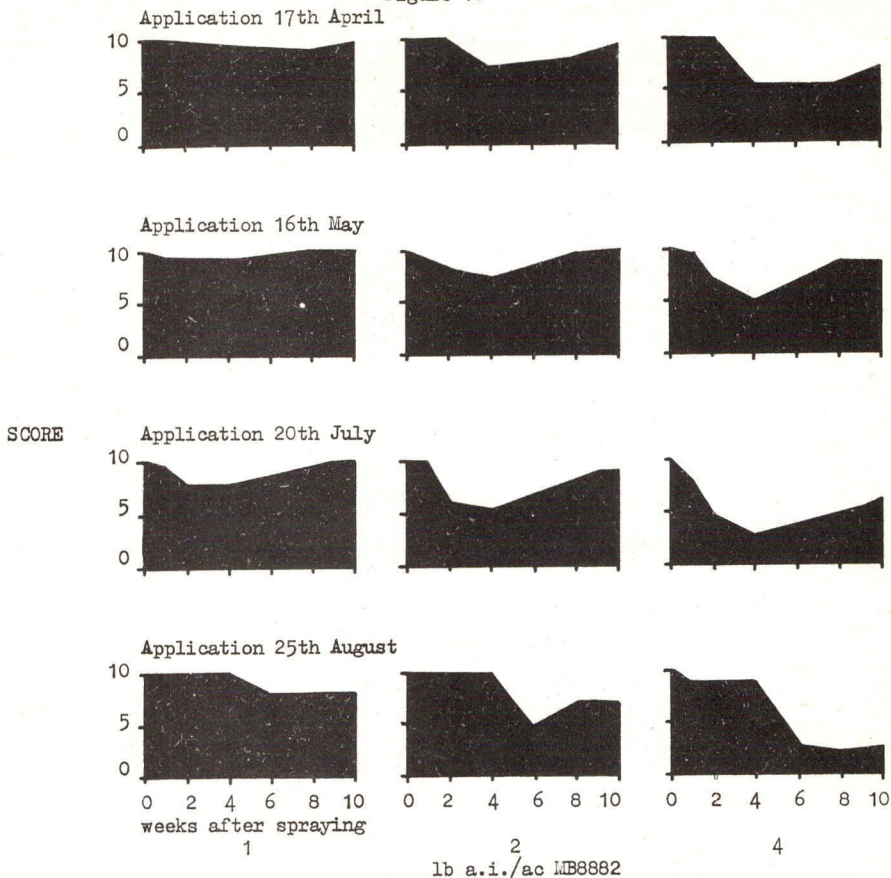 Application 17th April
10
5
0
Application 16th May
10
5
0
SCORE
Application 20th July
10
5
0
Application 25th August
10
5
0
0 2 4 6 8 10 0 2 4 6 8 10 0 2 4 6 8 10
weeks after spraying
1 2 4
lb a.i./ac MB8882